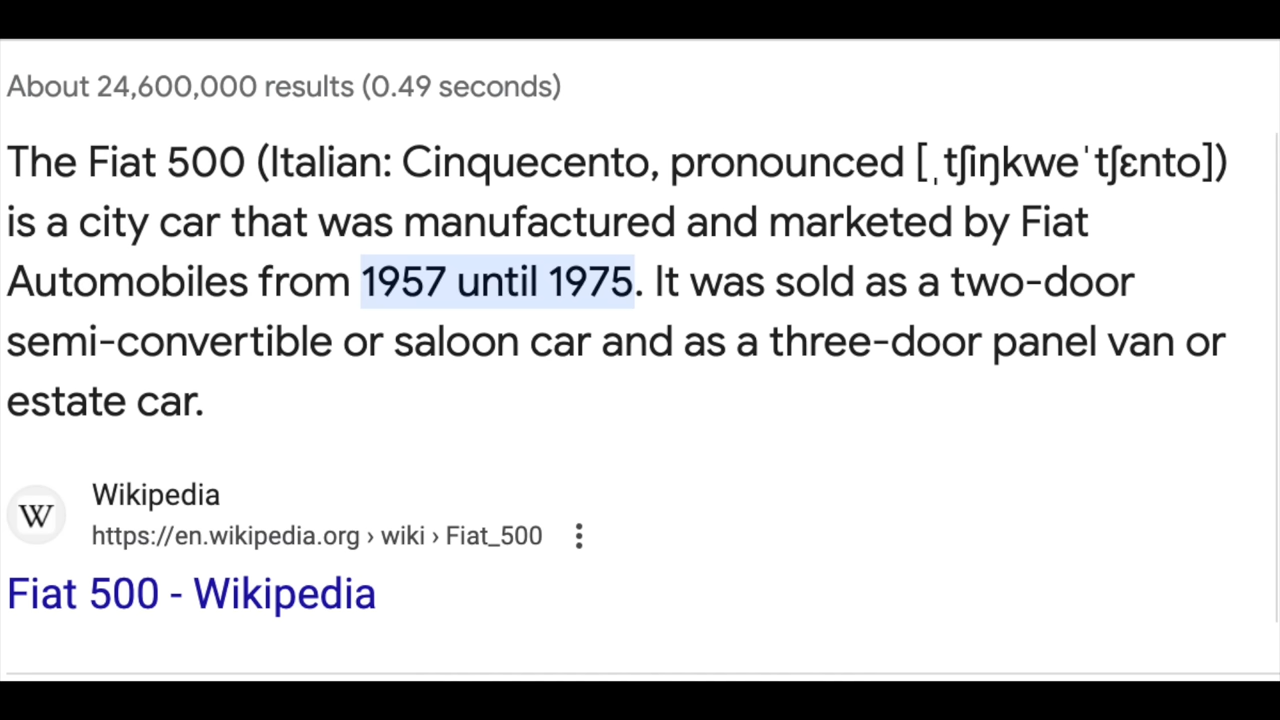 About 24,600,000 results (0.49 seconds)
The Fiat 500 (Italian: Cinquecento, pronounced [ˌtʃiŋkweˈtʃɛnto])
is a city car that was manufactured and marketed by Fiat
Automobiles from 1957 until 1975. It was sold as a two-door
semi-convertible or saloon car and as a three-door panel van or
estate car.
W
Wikipedia
https://en.wikipedia.org › wiki › Fiat_500
Fiat 500 - Wikipedia